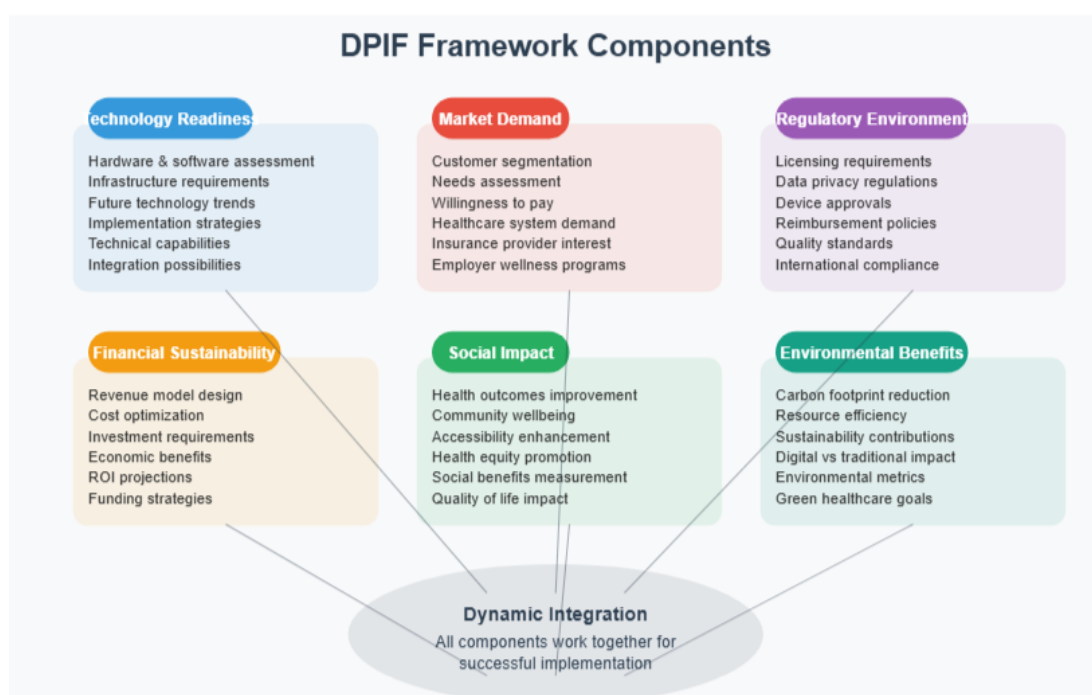 DPIF Framework Components
Technology Readiness
Hardware & software assessment
Infrastructure requirements
Future technology trends
Implementation strategies
Technical capabilities
Integration possibilities
Market Demand
Customer segmentation
Needs assessment
Willingness to pay
Healthcare system demand
Insurance provider interest
Employer wellness programs
Regulatory Environment
Licensing requirements
Data privacy regulations
Device approvals
Reimbursement policies
Quality standards
International compliance
Financial Sustainability
Revenue model design
Cost optimization
Investment requirements
Economic benefits
ROI projections
Funding strategies
Social Impact
Health outcomes improvement
Community wellbeing
Accessibility enhancement
Health equity promotion
Social benefits measurement
Quality of life impact
Environmental Benefits
Carbon footprint reduction
Resource efficiency
Sustainability contributions
Digital vs traditional impact
Environmental metrics
Green healthcare goals
Dynamic Integration
All components work together for
successful implementation